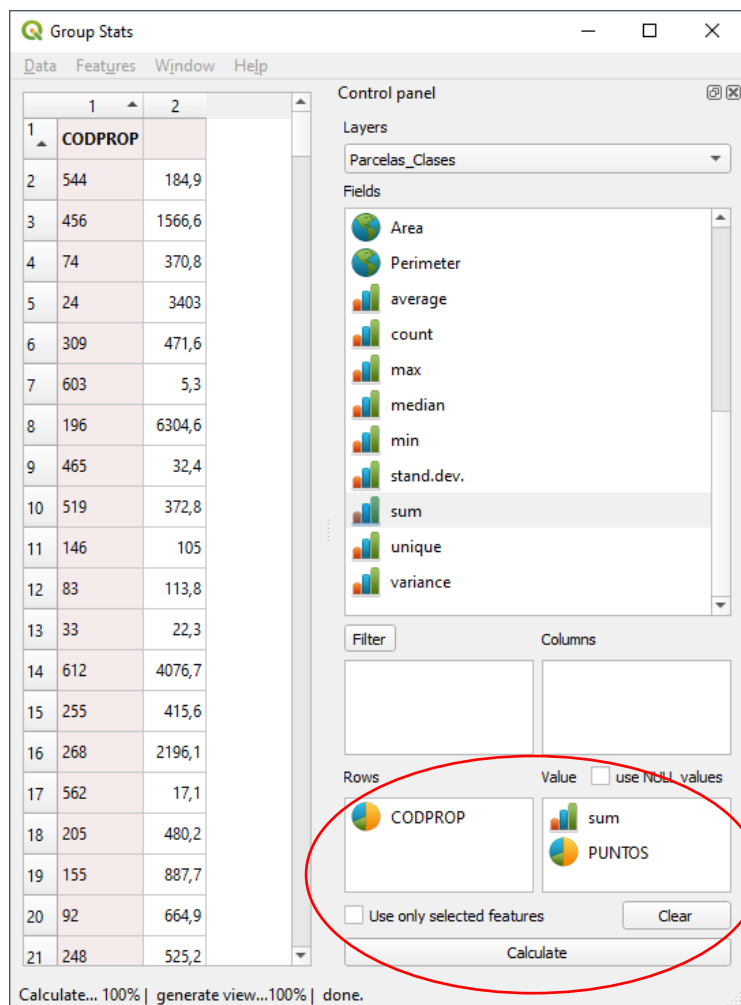 Group Stats
Data Features Window Help
1 2
1 CODPROP
2 544 184,9
3 456 1566,6
4 74 370,8
5 24 3403
6 309 471,6
7 603 5,3
8 196 6304,6
9 465 32,4
10 519 372,8
11 146 105
12 83 113,8
13 33 22,3
14 612 4076,7
15 255 415,6
16 268 2196,1
17 562 17,1
18 205 480,2
19 155 887,7
20 92 664,9
21 248 525,2
Control panel
Layers
Parcelas_Clases
Fields
Area
Perimeter
average
count
max
median
min
stand.dev.
sum
unique
variance
Filter Columns
Rows Value use NULL values
CODPROP sum
PUNTOS
Use only selected features Clear
Calculate
Calculate... 100% | generate view...100% | done.